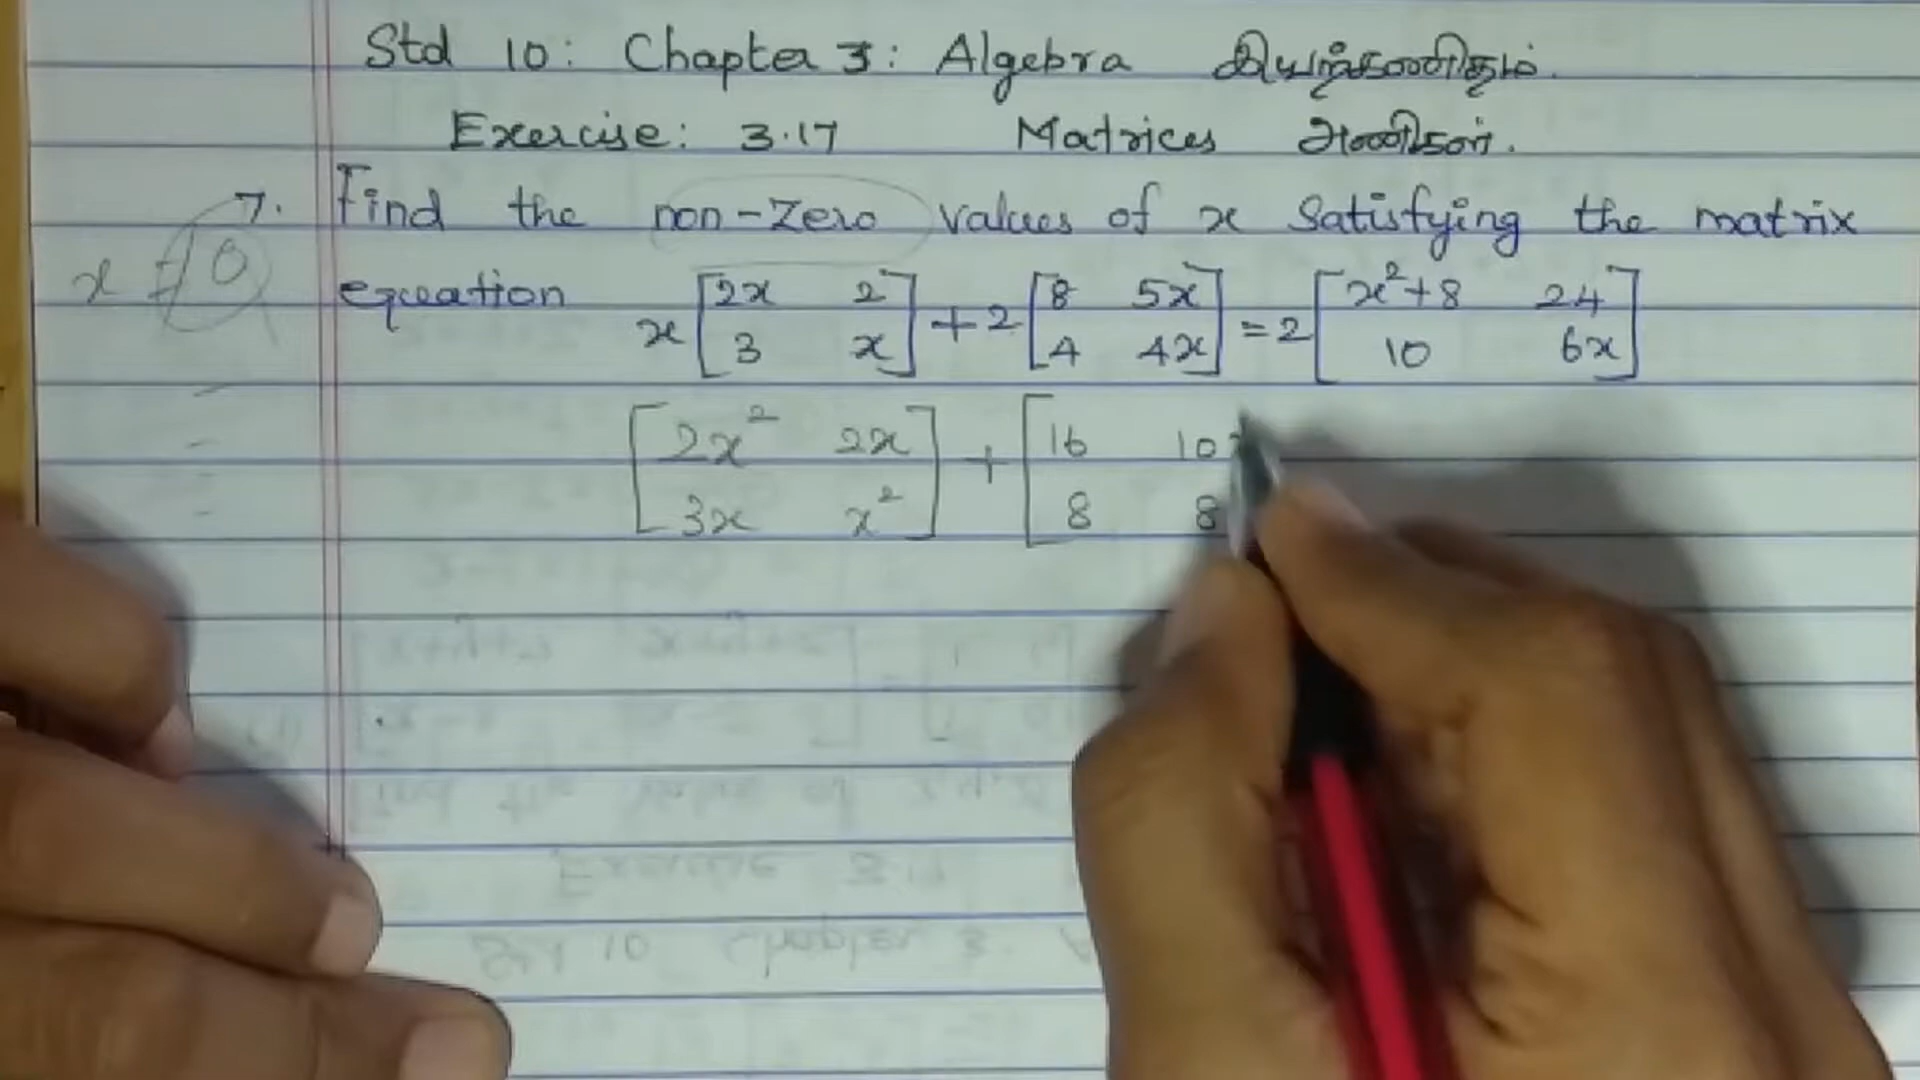 Std 10: Chapter 3: Algebra இயற்கணிதம்.
Exercise: 3.17 Matrices அணிகள்.
7. Find the non-Zero values of x Satisfying the matrix
x ≠ 0
equation x [2x 2; 3 x] + 2 [8 5x; 4 4x] = 2 [x²+8 24; 10 6x]
[2x² 2x; 3x x²] + [16 10x; 8 8